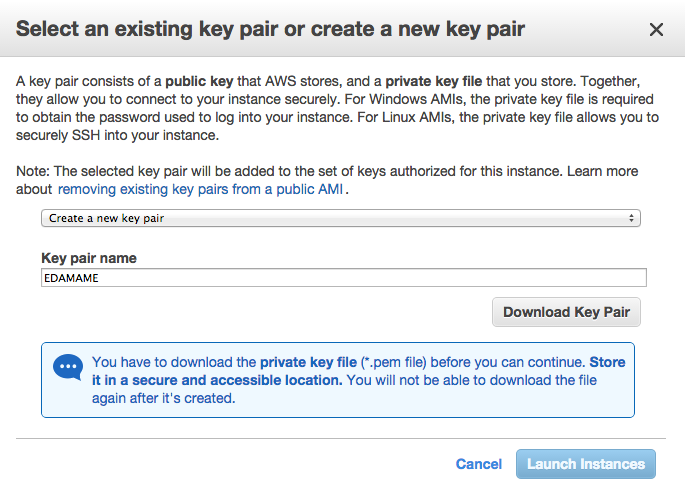 Select an existing key pair or create a new key pair
A key pair consists of a public key that AWS stores, and a private key file that you store. Together,
they allow you to connect to your instance securely. For Windows AMIs, the private key file is required
to obtain the password used to log into your instance. For Linux AMIs, the private key file allows you to
securely SSH into your instance.
Note: The selected key pair will be added to the set of keys authorized for this instance. Learn more
about removing existing key pairs from a public AMI .
Create a new key pair
Key pair name
EDAMAME
Download Key Pair
You have to download the private key file (*.pem file) before you can continue. Store
it in a secure and accessible location. You will not be able to download the file
again after it's created.
Cancel
Launch Instances